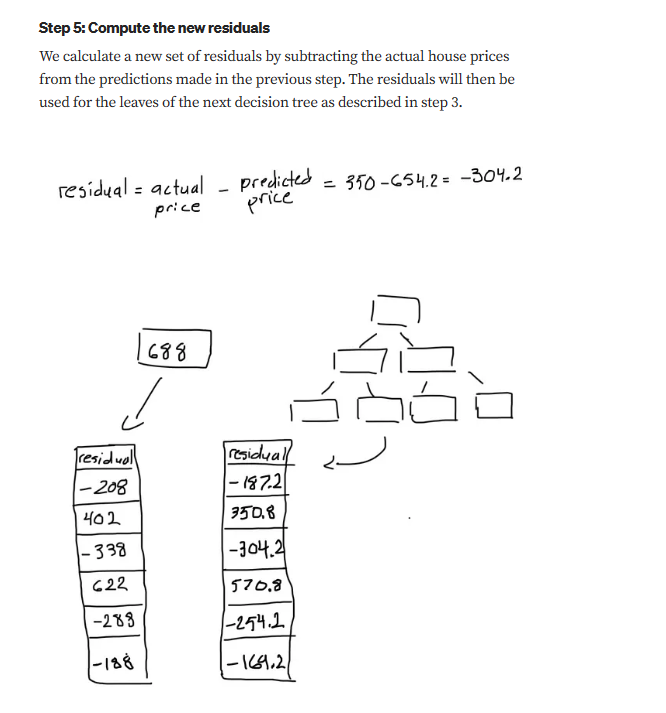 Step 5: Compute the new residuals
We calculate a new set of residuals by subtracting the actual house prices
from the predictions made in the previous step. The residuals will then be
used for the leaves of the next decision tree as described in step 3.
residual = actual price - predicted price = 350 - 654.2 = -304.2
688
residual
-208
402
-338
622
-288
-188
residual
-187.2
350.8
-304.2
570.8
-254.2
-169.2